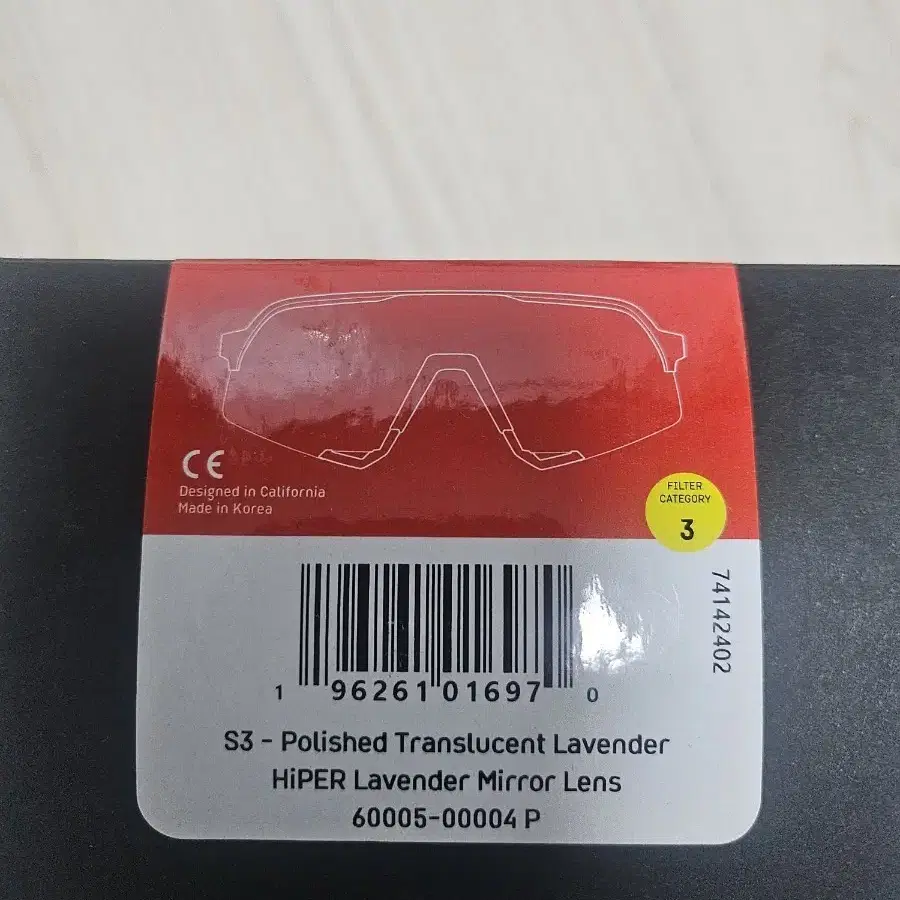 CE
Designed in California
Made in Korea
FILTER
CATEGORY
3
74142402
1 96261 01697 0
S3 - Polished Translucent Lavender
HiPER Lavender Mirror Lens
60005-00004 P